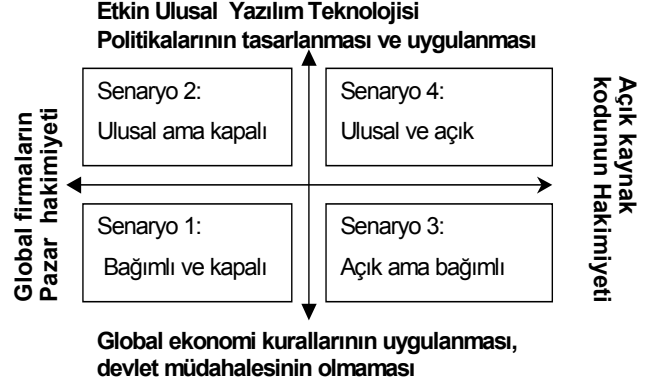 Etkin Ulusal Yazılım Teknolojisi
Politikalarının tasarlanması ve uygulanması
Senaryo 2:
Ulusal ama kapalı
Senaryo 4:
Ulusal ve açık
Global firmaların
Pazar hakimiyeti
Açık kaynak
kodunun Hakimiyeti
Senaryo 1:
Bağımlı ve kapalı
Senaryo 3:
Açık ama bağımlı
Global ekonomi kurallarının uygulanması,
devlet müdahalesinin olmaması